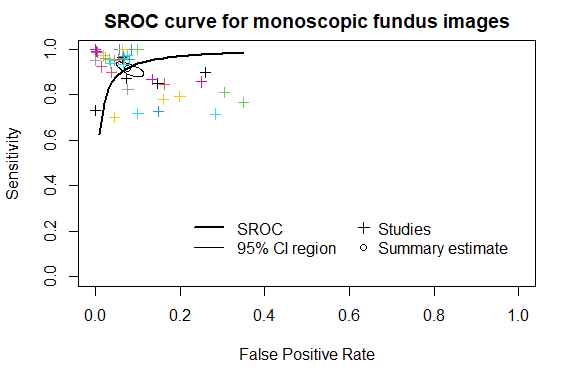 SROC curve for monoscopic fundus images
Sensitivity
1.0
0.8
0.6
0.4
0.2
0.0
SROC
95% CI region
Studies
Summary estimate
0.0 0.2 0.4 0.6 0.8 1.0
False Positive Rate